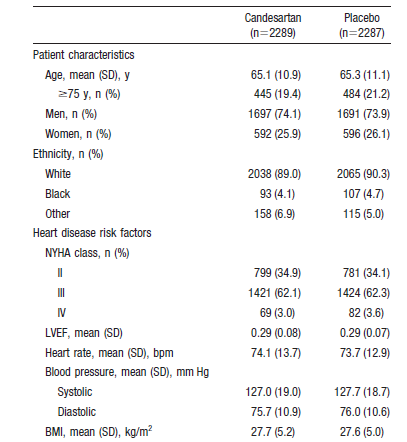 Candesartan Placebo
(n=2289) (n=2287)
Patient characteristics
Age, mean (SD), y 65.1 (10.9) 65.3 (11.1)
≥75 y, n (%) 445 (19.4) 484 (21.2)
Men, n (%) 1697 (74.1) 1691 (73.9)
Women, n (%) 592 (25.9) 596 (26.1)
Ethnicity, n (%)
White 2038 (89.0) 2065 (90.3)
Black 93 (4.1) 107 (4.7)
Other 158 (6.9) 115 (5.0)
Heart disease risk factors
NYHA class, n (%)
II 799 (34.9) 781 (34.1)
III 1421 (62.1) 1424 (62.3)
IV 69 (3.0) 82 (3.6)
LVEF, mean (SD) 0.29 (0.08) 0.29 (0.07)
Heart rate, mean (SD), bpm 74.1 (13.7) 73.7 (12.9)
Blood pressure, mean (SD), mm Hg
Systolic 127.0 (19.0) 127.7 (18.7)
Diastolic 75.7 (10.9) 76.0 (10.6)
BMI, mean (SD), kg/m² 27.7 (5.2) 27.6 (5.0)